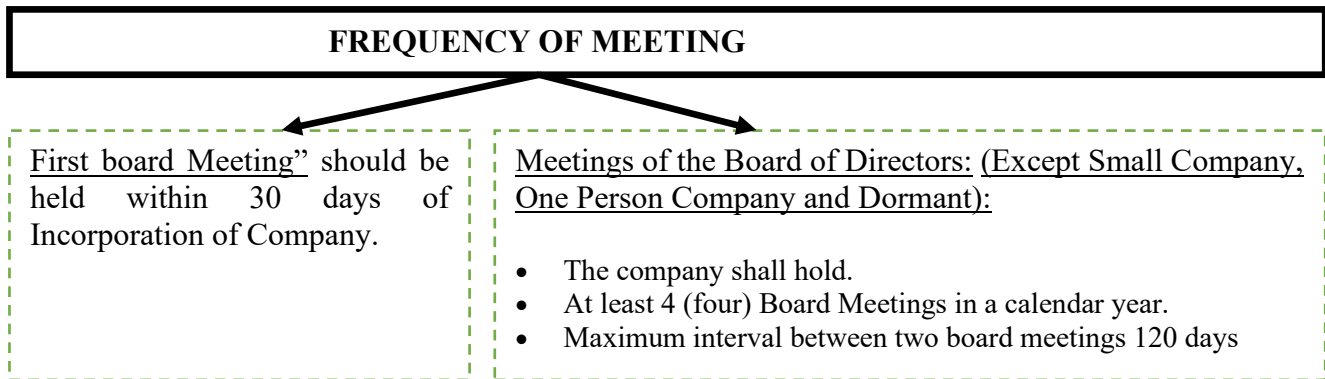 FREQUENCY OF MEETING
First board Meeting” should be
held within 30 days of
Incorporation of Company.
Meetings of the Board of Directors: (Except Small Company,
One Person Company and Dormant):
• The company shall hold.
• At least 4 (four) Board Meetings in a calendar year.
• Maximum interval between two board meetings 120 days